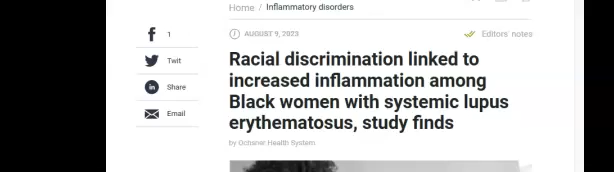 Home / Inflammatory disorders
1
AUGUST 9, 2023
Editors notes
Twit
Share
Email
Racial discrimination linked to
increased inflammation among
Black women with systemic lupus
erythematosus, study finds
by Ochsner Health System